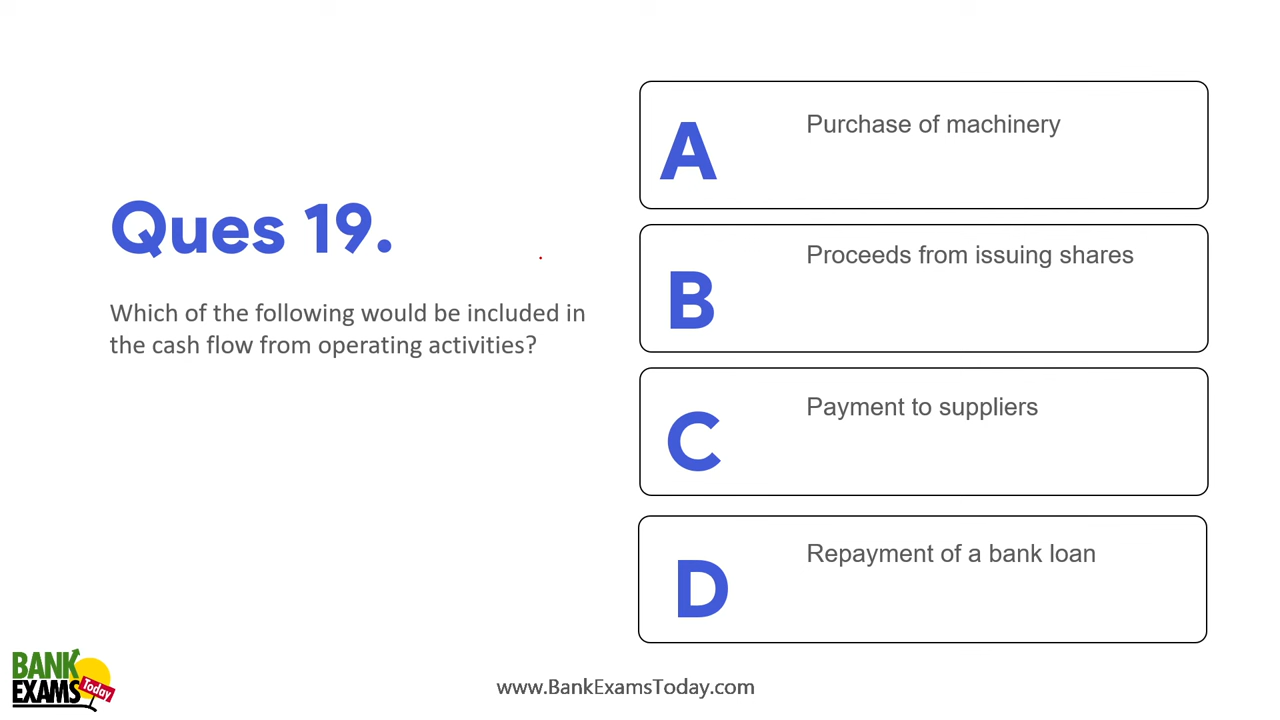 Ques 19.
Which of the following would be included in
the cash flow from operating activities?
A
Purchase of machinery
B
Proceeds from issuing shares
C
Payment to suppliers
D
Repayment of a bank loan
BANK
EXAMS
Today
www.BankExamsToday.com